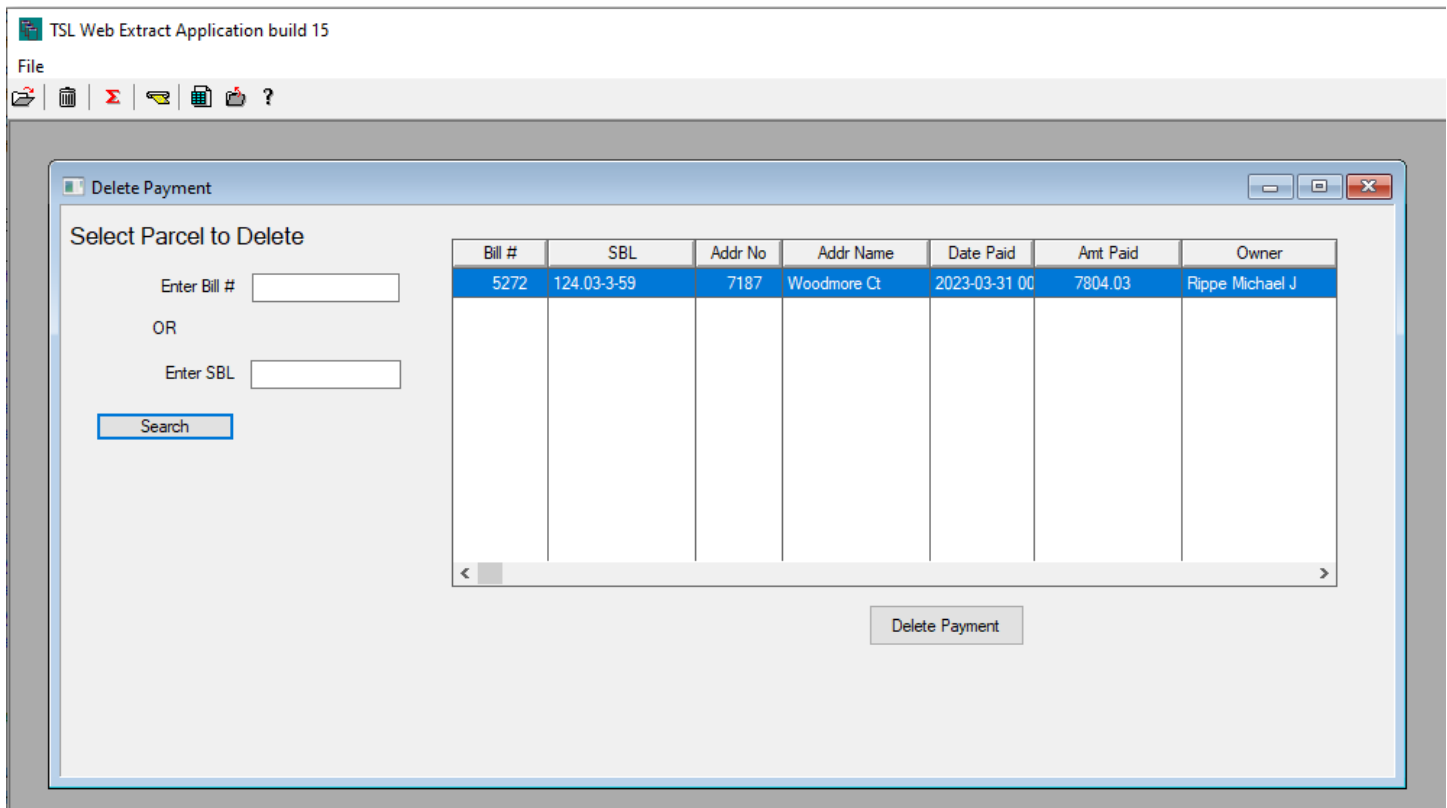 TSL Web Extract Application build 15
File
?
Delete Payment
Select Parcel to Delete
Enter Bill #
OR
Enter SBL
Search
Bill # SBL Addr No Addr Name Date Paid Amt Paid Owner
5272 124.03-3-59 7187 Woodmore Ct 2023-03-31 00 7804.03 Rippe Michael J
Delete Payment